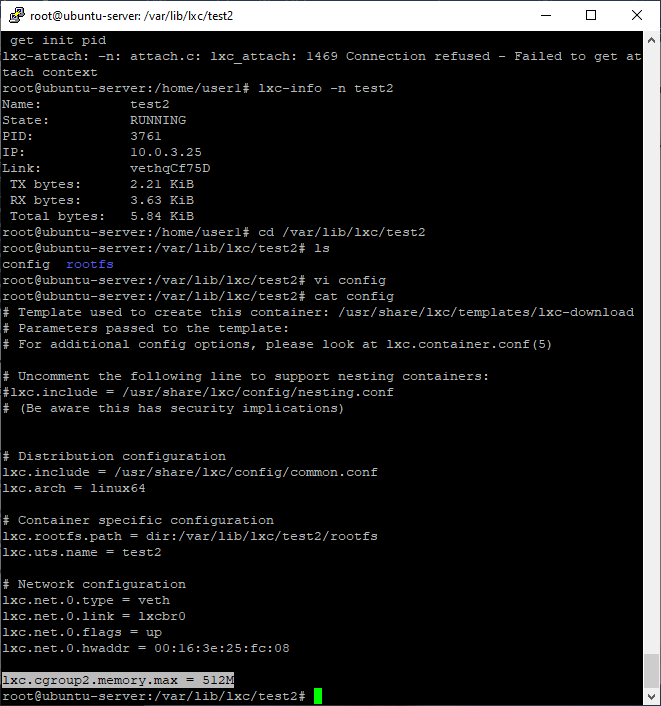 root@ubuntu-server: /var/lib/lxc/test2
 get init pid
lxc-attach: -n: attach.c: lxc_attach: 1469 Connection refused - Failed to get at
tach context
root@ubuntu-server:/home/user1# lxc-info -n test2
Name:           test2
State:          RUNNING
PID:            3761
IP:             10.0.3.25
Link:           vethqCf75D
 TX bytes:      2.21 KiB
 RX bytes:      3.63 KiB
 Total bytes:   5.84 KiB
root@ubuntu-server:/home/user1# cd /var/lib/lxc/test2
root@ubuntu-server:/var/lib/lxc/test2# ls
config  rootfs
root@ubuntu-server:/var/lib/lxc/test2# vi config
root@ubuntu-server:/var/lib/lxc/test2# cat config
# Template used to create this container: /usr/share/lxc/templates/lxc-download
# Parameters passed to the template:
# For additional config options, please look at lxc.container.conf(5)

# Uncomment the following line to support nesting containers:
#lxc.include = /usr/share/lxc/config/nesting.conf
# (Be aware this has security implications)


# Distribution configuration
lxc.include = /usr/share/lxc/config/common.conf
lxc.arch = linux64

# Container specific configuration
lxc.rootfs.path = dir:/var/lib/lxc/test2/rootfs
lxc.uts.name = test2

# Network configuration
lxc.net.0.type = veth
lxc.net.0.link = lxcbr0
lxc.net.0.flags = up
lxc.net.0.hwaddr = 00:16:3e:25:fc:08

lxc.cgroup2.memory.max = 512M
root@ubuntu-server:/var/lib/lxc/test2#